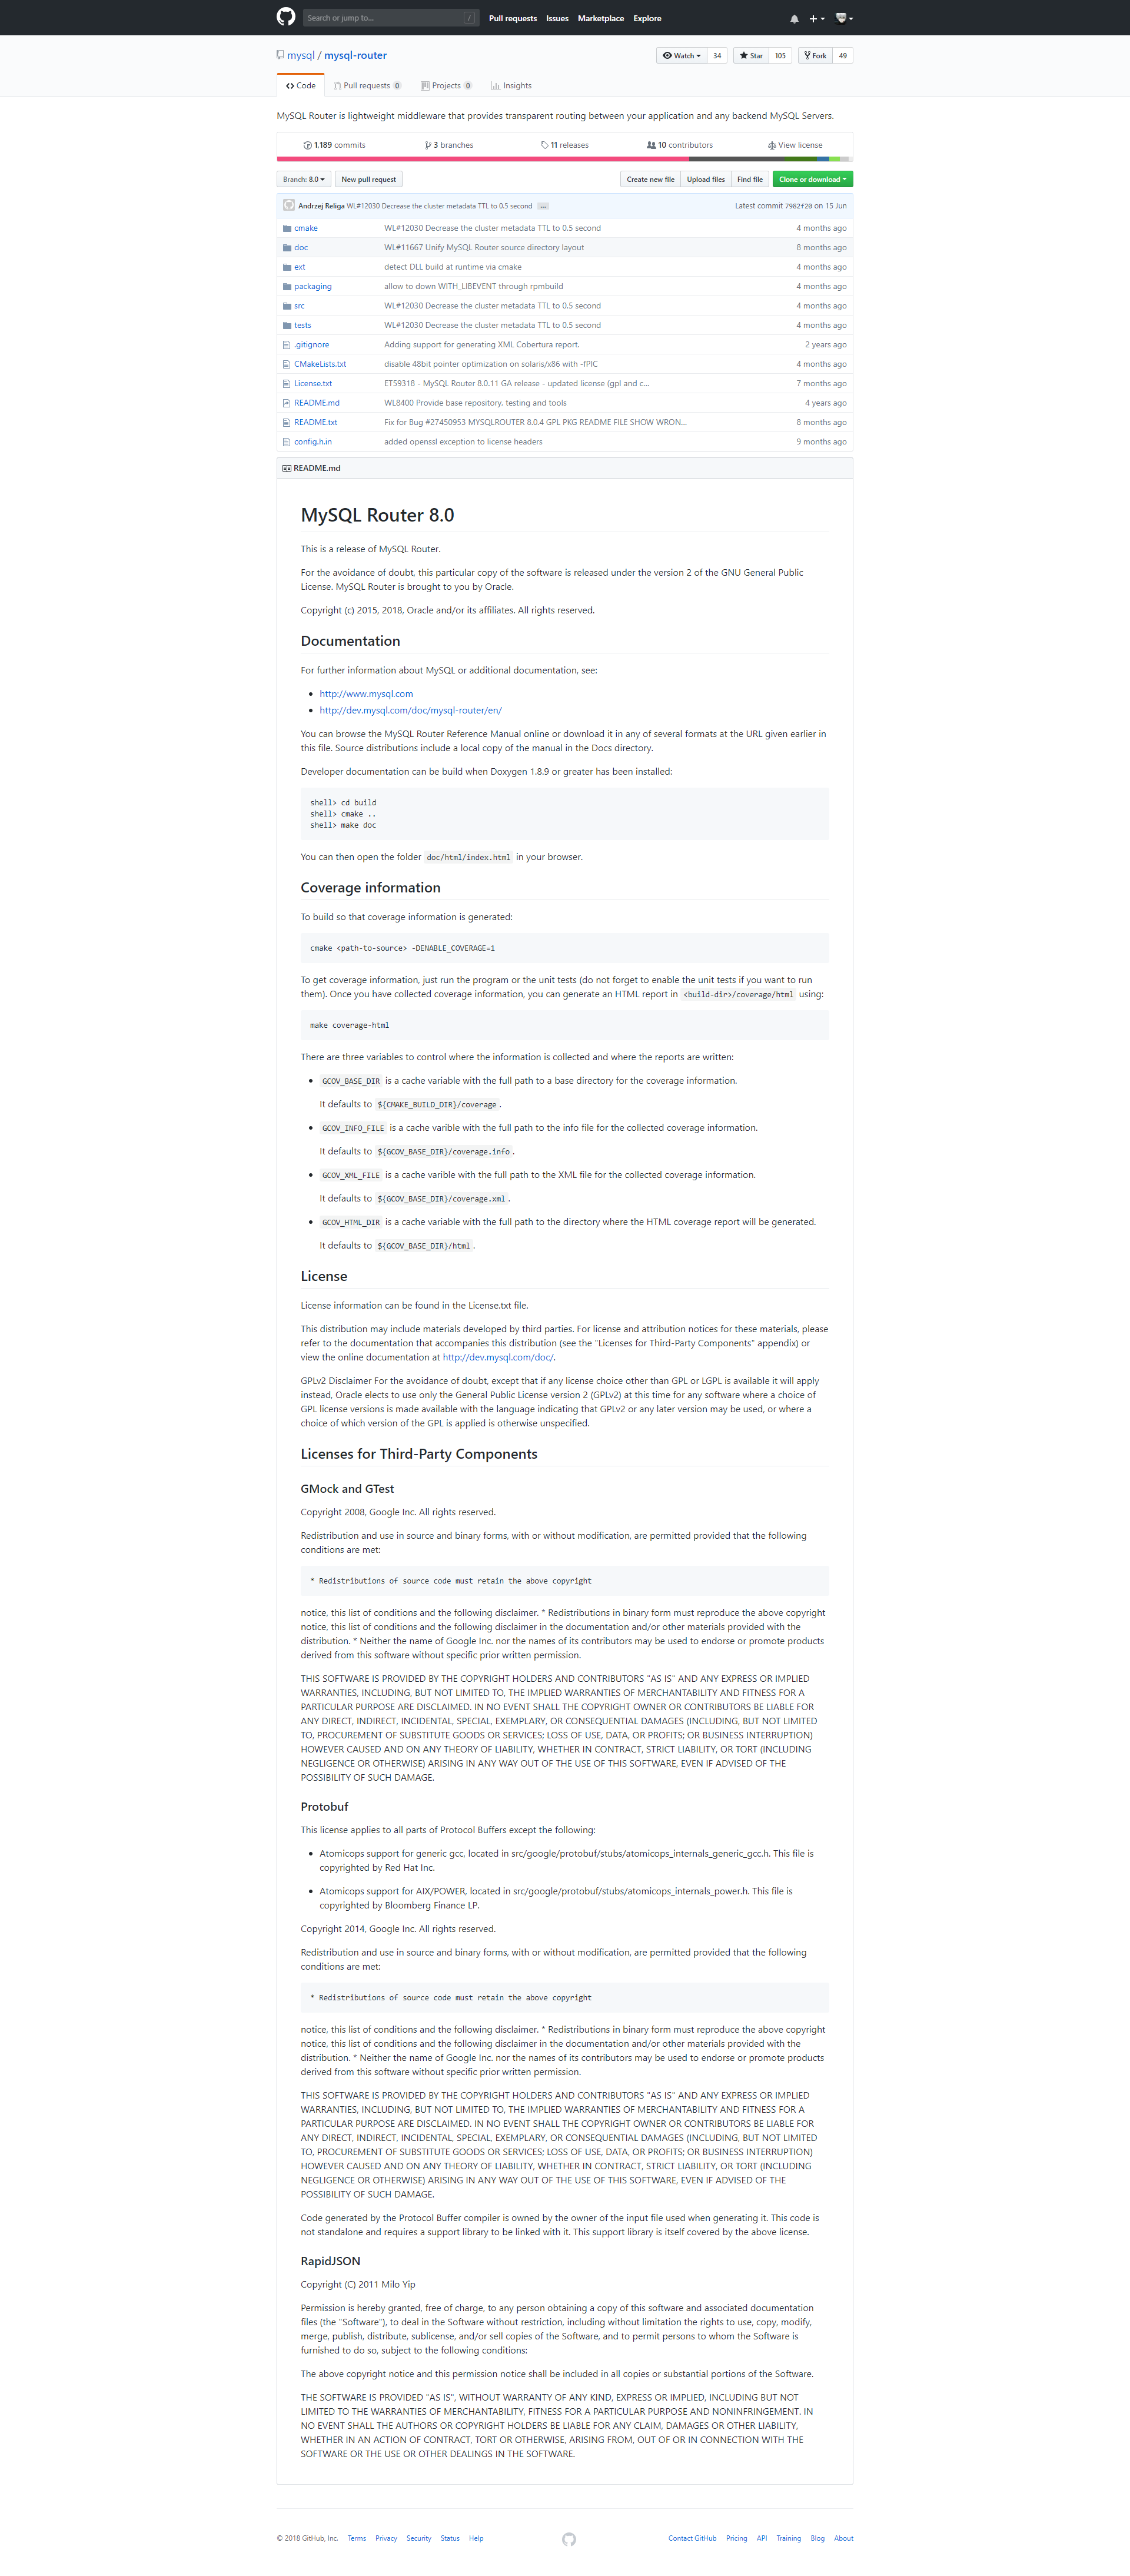 Search or jump to... / Pull requests Issues Marketplace Explore
mysql / mysql-router Watch 34 Star 105 Fork 49
Code Pull requests 0 Projects 0 Insights
MySQL Router is lightweight middleware that provides transparent routing between your application and any backend MySQL Servers.
1,189 commits 3 branches 11 releases 10 contributors View license
Branch: 8.0 New pull request Create new file Upload files Find file Clone or download
Andrzej Religa WL#12030 Decrease the cluster metadata TTL to 0.5 second ... Latest commit 7982f20 on 15 Jun
cmake WL#12030 Decrease the cluster metadata TTL to 0.5 second 4 months ago
doc WL#11667 Unify MySQL Router source directory layout 8 months ago
ext detect DLL build at runtime via cmake 4 months ago
packaging allow to down WITH_LIBEVENT through rpmbuild 4 months ago
src WL#12030 Decrease the cluster metadata TTL to 0.5 second 4 months ago
tests WL#12030 Decrease the cluster metadata TTL to 0.5 second 4 months ago
.gitignore Adding support for generating XML Cobertura report. 2 years ago
CMakeLists.txt disable 48bit pointer optimization on solaris/x86 with -fPIC 4 months ago
License.txt ET59318 - MySQL Router 8.0.11 GA release - updated license (gpl and c... 7 months ago
README.md WL8400 Provide base repository. testing and tools 4 years ago
README.txt Fix for Bug #27450953 MYSQLROUTER 8.0.4 GPL PKG README FILE SHOW WRON... 8 months ago
config.h.in added openssl exception to license headers 9 months ago
README.md
MySQL Router 8.0
This is a release of MySQL Router.
For the avoidance of doubt, this particular copy of the software is released under the version 2 of the GNU General Public
License. MySQL Router is brought to you by Oracle.
Copyright (c) 2015, 2018, Oracle and/or its affiliates. All rights reserved.
Documentation
For further information about MySQL or additional documentation, see:
• http://www.mysql.com
• http://dev.mysql.com/doc/mysql-router/en/
You can browse the MySQL Router Reference Manual online or download it in any of several formats at the URL given earlier in
this file. Source distributions include a local copy of the manual in the Docs directory.
Developer documentation can be build when Doxygen 1.8.9 or greater has been installed:
shell> cd build
shell> cmake ..
shell> make doc
You can then open the folder doc/html/index.html in your browser.
Coverage information
To build so that coverage information is generated:
cmake <path-to-source> -DENABLE_COVERAGE=1
To get coverage information, just run the program or the unit tests (do not forget to enable the unit tests if you want to run
them). Once you have collected coverage information, you can generate an HTML report in <build-dir>/coverage/html using:
make coverage-html
There are three variables to control where the information is collected and where the reports are written:
• GCOV_BASE_DIR is a cache variable with the full path to a base directory for the coverage information.
It defaults to ${CMAKE_BUILD_DIR}/coverage .
• GCOV_INFO_FILE is a cache varible with the full path to the info file for the collected coverage information.
It defaults to ${GCOV_BASE_DIR}/coverage.info .
• GCOV_XML_FILE is a cache varible with the full path to the XML file for the collected coverage information.
It defaults to ${GCOV_BASE_DIR}/coverage.xml .
• GCOV_HTML_DIR is a cache variable with the full path to the directory where the HTML coverage report will be generated.
It defaults to ${GCOV_BASE_DIR}/html .
License
License information can be found in the License.txt file.
This distribution may include materials developed by third parties. For license and attribution notices for these materials, please
refer to the documentation that accompanies this distribution (see the "Licenses for Third-Party Components" appendix) or
view the online documentation at http://dev.mysql.com/doc/.
GPLv2 Disclaimer For the avoidance of doubt, except that if any license choice other than GPL or LGPL is available it will apply
instead, Oracle elects to use only the General Public License version 2 (GPLv2) at this time for any software where a choice of
GPL license versions is made available with the language indicating that GPLv2 or any later version may be used, or where a
choice of which version of the GPL is applied is otherwise unspecified.
Licenses for Third-Party Components
GMock and GTest
Copyright 2008, Google Inc. All rights reserved.
Redistribution and use in source and binary forms, with or without modification, are permitted provided that the following
conditions are met:
* Redistributions of source code must retain the above copyright
notice, this list of conditions and the following disclaimer. * Redistributions in binary form must reproduce the above copyright
notice, this list of conditions and the following disclaimer in the documentation and/or other materials provided with the
distribution. * Neither the name of Google Inc. nor the names of its contributors may be used to endorse or promote products
derived from this software without specific prior written permission.
THIS SOFTWARE IS PROVIDED BY THE COPYRIGHT HOLDERS AND CONTRIBUTORS "AS IS" AND ANY EXPRESS OR IMPLIED
WARRANTIES, INCLUDING, BUT NOT LIMITED TO, THE IMPLIED WARRANTIES OF MERCHANTABILITY AND FITNESS FOR A
PARTICULAR PURPOSE ARE DISCLAIMED. IN NO EVENT SHALL THE COPYRIGHT OWNER OR CONTRIBUTORS BE LIABLE FOR
ANY DIRECT, INDIRECT, INCIDENTAL, SPECIAL, EXEMPLARY, OR CONSEQUENTIAL DAMAGES (INCLUDING, BUT NOT LIMITED
TO, PROCUREMENT OF SUBSTITUTE GOODS OR SERVICES; LOSS OF USE, DATA, OR PROFITS; OR BUSINESS INTERRUPTION)
HOWEVER CAUSED AND ON ANY THEORY OF LIABILITY, WHETHER IN CONTRACT, STRICT LIABILITY, OR TORT (INCLUDING
NEGLIGENCE OR OTHERWISE) ARISING IN ANY WAY OUT OF THE USE OF THIS SOFTWARE, EVEN IF ADVISED OF THE
POSSIBILITY OF SUCH DAMAGE.
Protobuf
This license applies to all parts of Protocol Buffers except the following:
• Atomicops support for generic gcc, located in src/google/protobuf/stubs/atomicops_internals_generic_gcc.h. This file is
copyrighted by Red Hat Inc.
• Atomicops support for AIX/POWER, located in src/google/protobuf/stubs/atomicops_internals_power.h. This file is
copyrighted by Bloomberg Finance LP.
Copyright 2014, Google Inc. All rights reserved.
Redistribution and use in source and binary forms, with or without modification, are permitted provided that the following
conditions are met:
* Redistributions of source code must retain the above copyright
notice, this list of conditions and the following disclaimer. * Redistributions in binary form must reproduce the above copyright
notice, this list of conditions and the following disclaimer in the documentation and/or other materials provided with the
distribution. * Neither the name of Google Inc. nor the names of its contributors may be used to endorse or promote products
derived from this software without specific prior written permission.
THIS SOFTWARE IS PROVIDED BY THE COPYRIGHT HOLDERS AND CONTRIBUTORS "AS IS" AND ANY EXPRESS OR IMPLIED
WARRANTIES, INCLUDING, BUT NOT LIMITED TO, THE IMPLIED WARRANTIES OF MERCHANTABILITY AND FITNESS FOR A
PARTICULAR PURPOSE ARE DISCLAIMED. IN NO EVENT SHALL THE COPYRIGHT OWNER OR CONTRIBUTORS BE LIABLE FOR
ANY DIRECT, INDIRECT, INCIDENTAL, SPECIAL, EXEMPLARY, OR CONSEQUENTIAL DAMAGES (INCLUDING, BUT NOT LIMITED
TO, PROCUREMENT OF SUBSTITUTE GOODS OR SERVICES; LOSS OF USE, DATA, OR PROFITS; OR BUSINESS INTERRUPTION)
HOWEVER CAUSED AND ON ANY THEORY OF LIABILITY, WHETHER IN CONTRACT, STRICT LIABILITY, OR TORT (INCLUDING
NEGLIGENCE OR OTHERWISE) ARISING IN ANY WAY OUT OF THE USE OF THIS SOFTWARE, EVEN IF ADVISED OF THE
POSSIBILITY OF SUCH DAMAGE.
Code generated by the Protocol Buffer compiler is owned by the owner of the input file used when generating it. This code is
not standalone and requires a support library to be linked with it. This support library is itself covered by the above license.
RapidJSON
Copyright (C) 2011 Milo Yip
Permission is hereby granted, free of charge, to any person obtaining a copy of this software and associated documentation
files (the "Software"), to deal in the Software without restriction, including without limitation the rights to use, copy, modify,
merge, publish, distribute, sublicense, and/or sell copies of the Software, and to permit persons to whom the Software is
furnished to do so, subject to the following conditions:
The above copyright notice and this permission notice shall be included in all copies or substantial portions of the Software.
THE SOFTWARE IS PROVIDED "AS IS", WITHOUT WARRANTY OF ANY KIND, EXPRESS OR IMPLIED, INCLUDING BUT NOT
LIMITED TO THE WARRANTIES OF MERCHANTABILITY, FITNESS FOR A PARTICULAR PURPOSE AND NONINFRINGEMENT. IN
NO EVENT SHALL THE AUTHORS OR COPYRIGHT HOLDERS BE LIABLE FOR ANY CLAIM, DAMAGES OR OTHER LIABILITY,
WHETHER IN AN ACTION OF CONTRACT, TORT OR OTHERWISE, ARISING FROM, OUT OF OR IN CONNECTION WITH THE
SOFTWARE OR THE USE OR OTHER DEALINGS IN THE SOFTWARE.
© 2018 GitHub, Inc. Terms Privacy Security Status Help Contact GitHub Pricing API Training Blog About